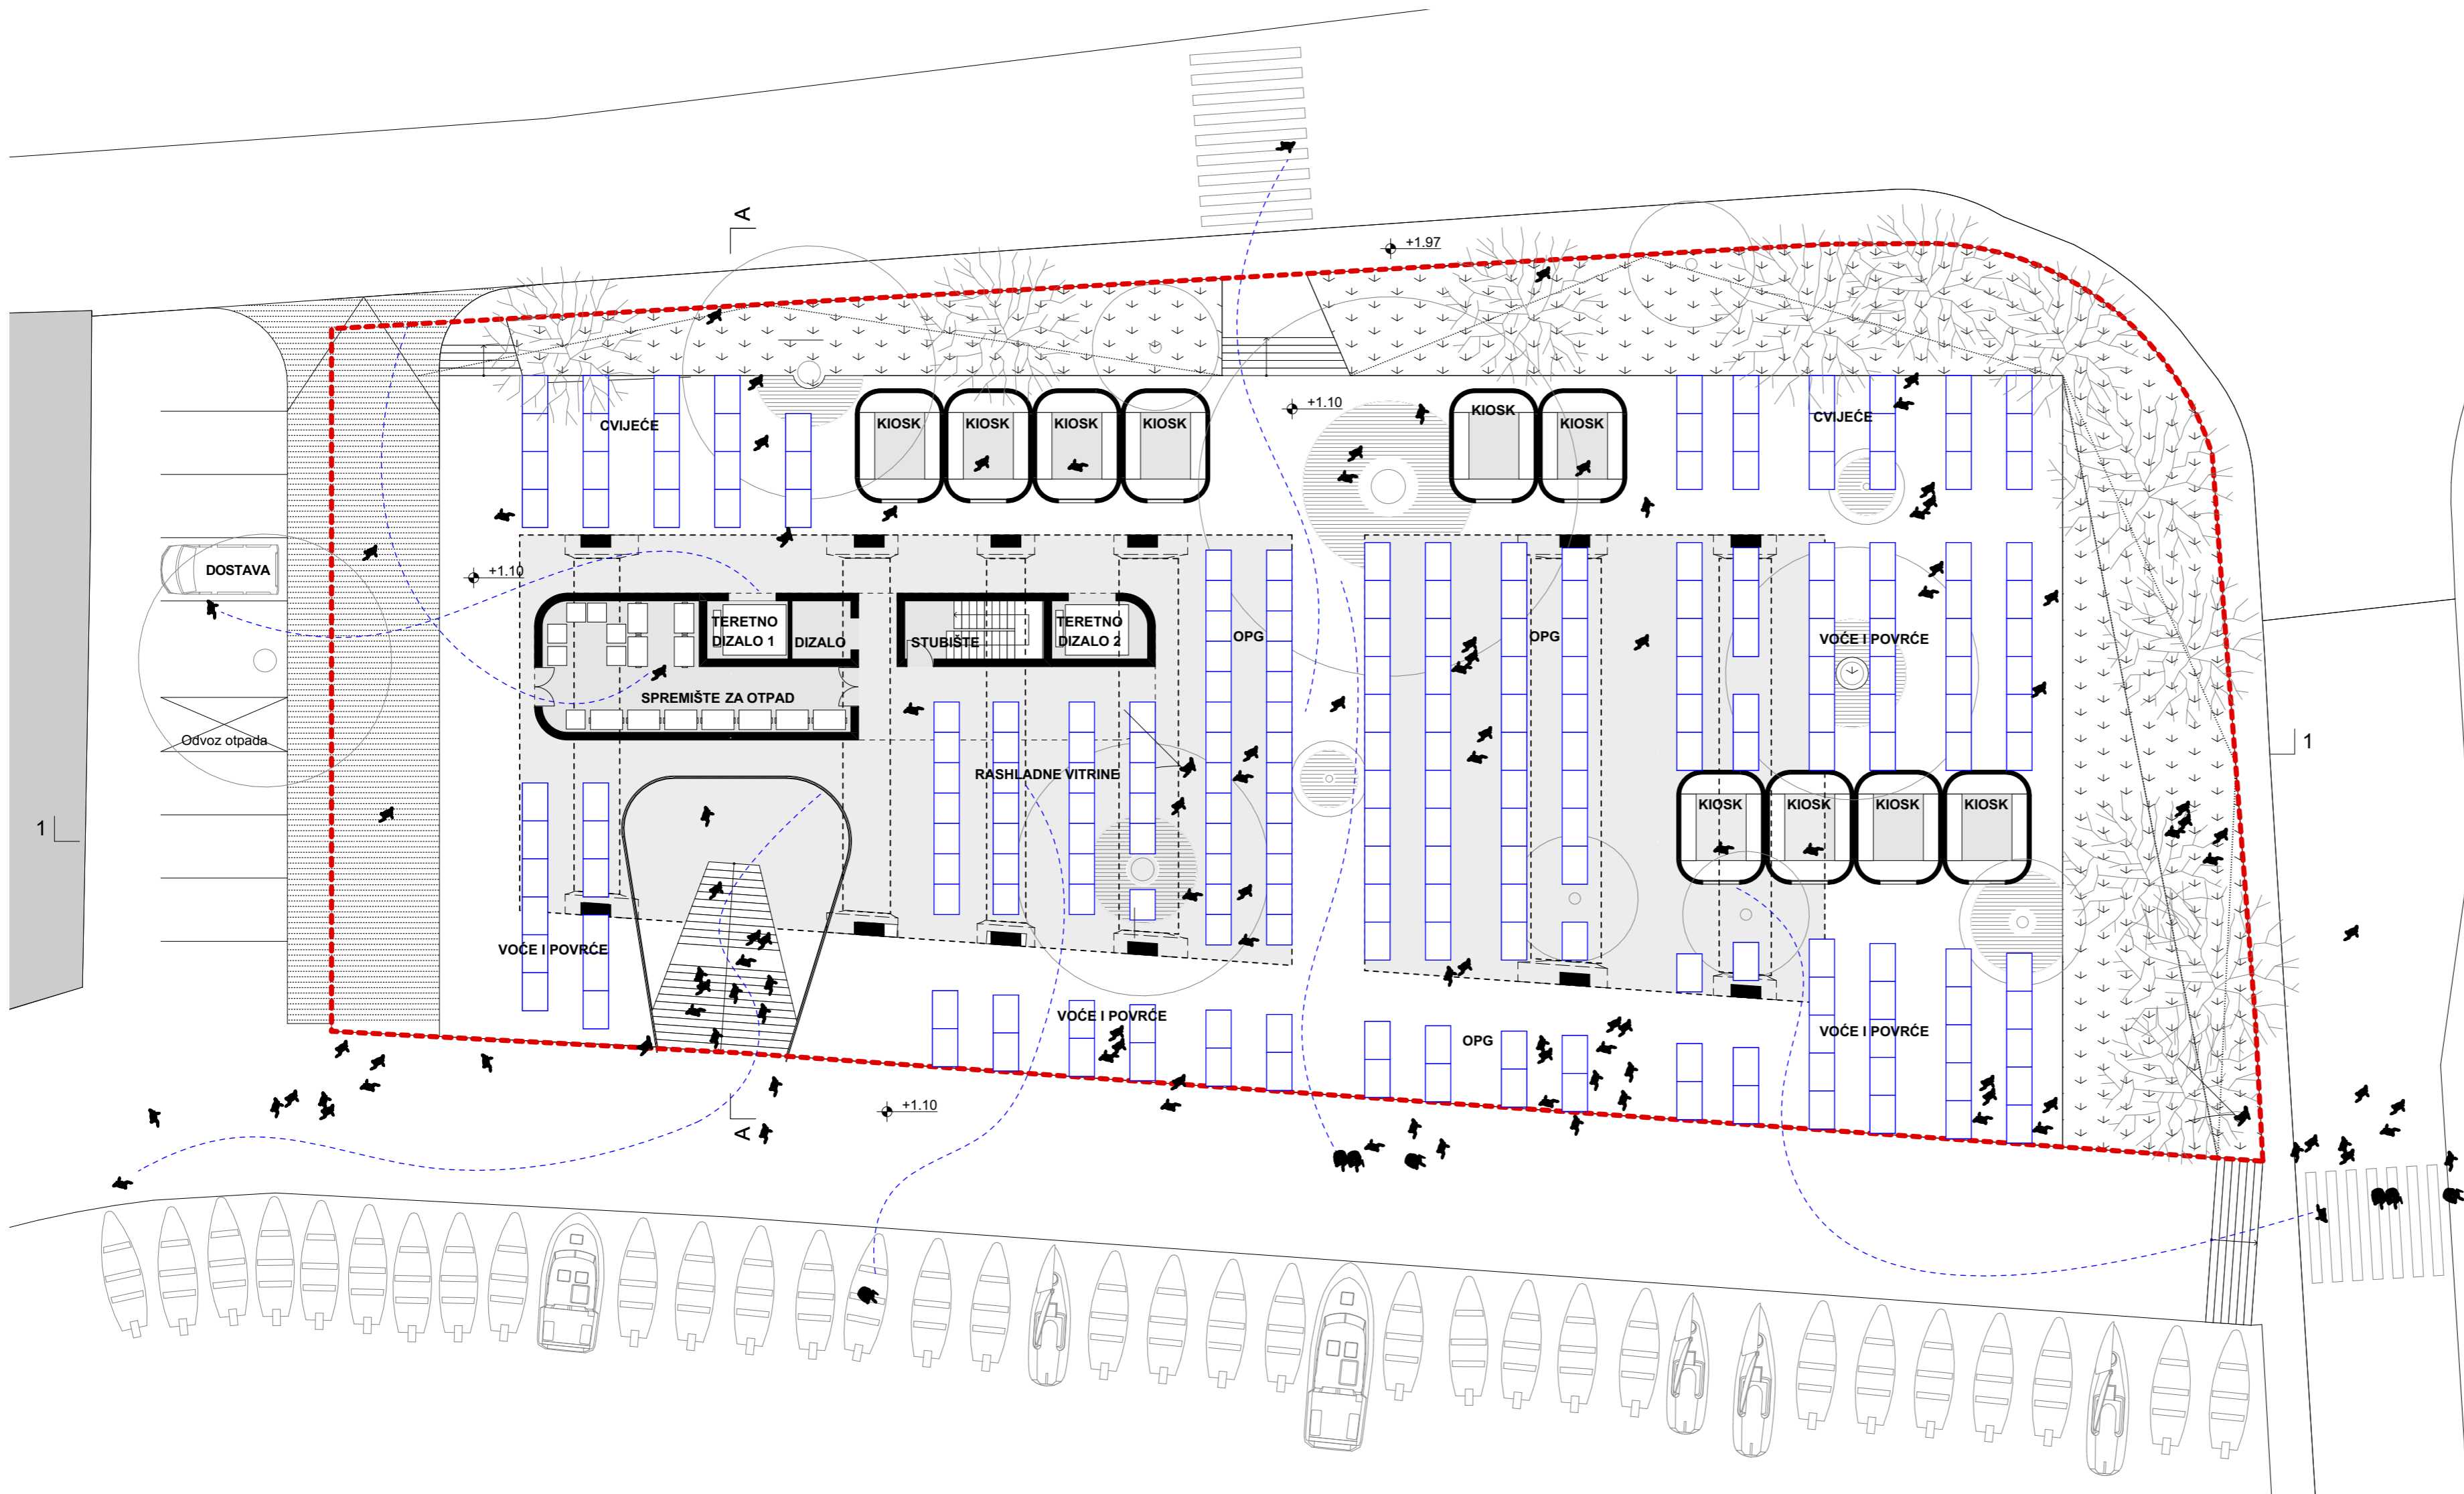 A
+1.97
+1.10
CVIJEĆE
KIOSK
KIOSK
KIOSK
KIOSK
KIOSK
KIOSK
CVIJEĆE
DOSTAVA
+1.10
TERETNO
DIZALO 1
DIZALO
STUBIŠTE
TERETNO
DIZALO 2
OPG
OPG
VOĆE I POVRĆE
SPREMIŠTE ZA OTPAD
Odvoz otpada
1
RASHLADNE VITRINE
KIOSK
KIOSK
KIOSK
KIOSK
1
VOĆE I POVRĆE
VOĆE I POVRĆE
OPG
VOĆE I POVRĆE
+1.10
A